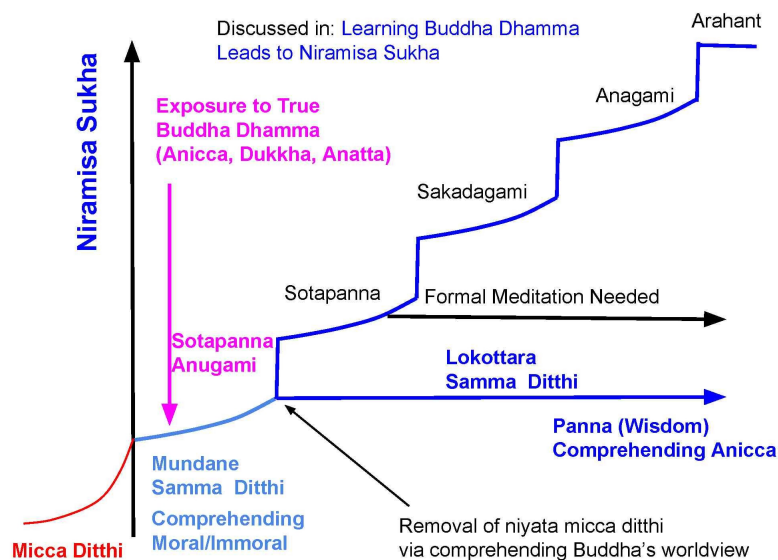 Discussed in: Learning Buddha Dhamma
Leads to Niramisa Sukha
Arahant
Niramisa Sukha
Exposure to True
Buddha Dhamma
(Anicca, Dukkha, Anatta)
Anagami
Sakadagami
Sotapanna
Formal Meditation Needed
Sotapanna
Anugami
Lokottara
Samma Ditthi
Panna (Wisdom)
Comprehending Anicca
Mundane
Samma Ditthi
Comprehending
Moral/Immoral
Micca Ditthi
Removal of niyata micca ditthi
via comprehending Buddha's worldview